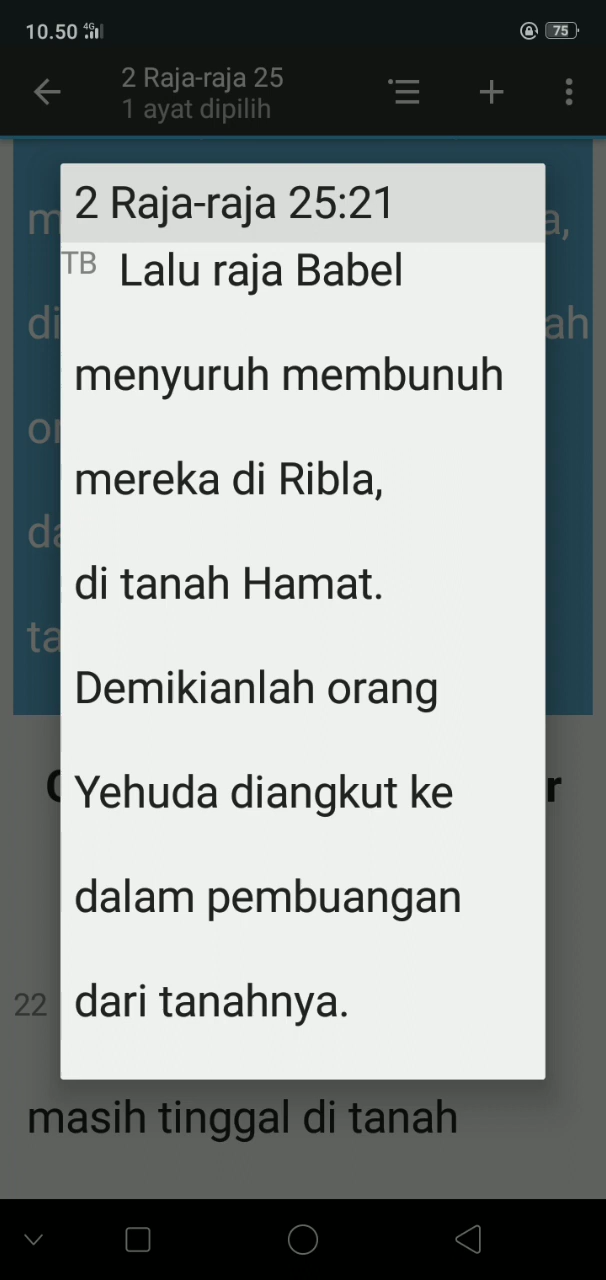 10.50 4G 75
2 Raja-raja 25
1 ayat dipilih
2 Raja-raja 25:21
TB Lalu raja Babel
menyuruh membunuh
mereka di Ribla,
di tanah Hamat.
Demikianlah orang
Yehuda diangkut ke
dalam pembuangan
dari tanahnya.
22
masih tinggal di tanah